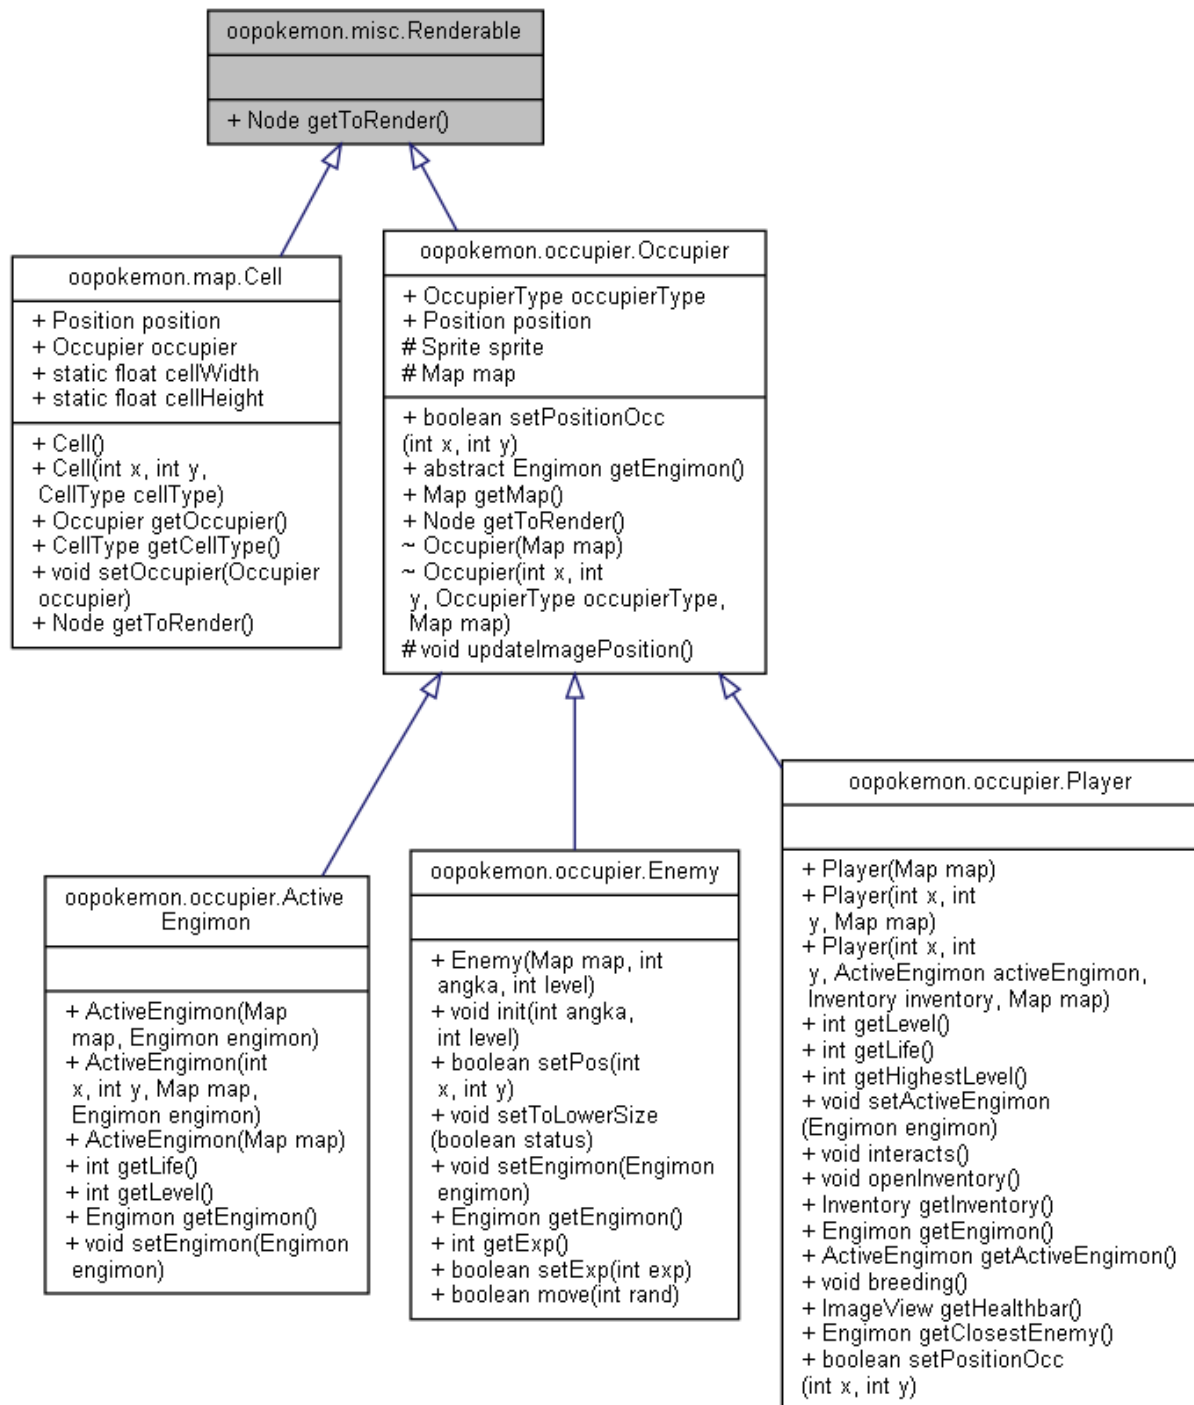 oopokemon.misc.Renderable
+ Node getToRender()
oopokemon.map.Cell
+ Position position
+ Occupier occupier
+ static float cellWidth
+ static float cellHeight
+ Cell()
+ Cell(int x, int y,
CellType cellType)
+ Occupier getOccupier()
+ CellType getCellType()
+ void setOccupier(Occupier
occupier)
+ Node getToRender()
oopokemon.occupier.Occupier
+ OccupierType occupierType
+ Position position
# Sprite sprite
# Map map
+ boolean setPositionOcc
(int x, int y)
+ abstract Engimon getEngimon()
+ Map getMap()
+ Node getToRender()
~ Occupier(Map map)
~ Occupier(int x, int
y, OccupierType occupierType,
Map map)
# void updateImagePosition()
oopokemon.occupier.Active
Engimon
+ ActiveEngimon(Map
map, Engimon engimon)
+ ActiveEngimon(int
x, int y, Map map,
Engimon engimon)
+ ActiveEngimon(Map map)
+ int getLife()
+ int getLevel()
+ Engimon getEngimon()
+ void setEngimon(Engimon
engimon)
oopokemon.occupier.Enemy
+ Enemy(Map map, int
angka, int level)
+ void init(int angka,
int level)
+ boolean setPos(int
x, int y)
+ void setToLowerSize
(boolean status)
+ void setEngimon(Engimon
engimon)
+ Engimon getEngimon()
+ int getExp()
+ boolean setExp(int exp)
+ boolean move(int rand)
oopokemon.occupier.Player
+ Player(Map map)
+ Player(int x, int
y, Map map)
+ Player(int x, int
y, ActiveEngimon activeEngimon,
Inventory inventory, Map map)
+ int getLevel()
+ int getLife()
+ int getHighestLevel()
+ void setActiveEngimon
(Engimon engimon)
+ void interacts()
+ void openInventory()
+ Inventory getInventory()
+ Engimon getEngimon()
+ ActiveEngimon getActiveEngimon()
+ void breeding()
+ ImageView getHealthbar()
+ Engimon getClosestEnemy()
+ boolean setPositionOcc
(int x, int y)